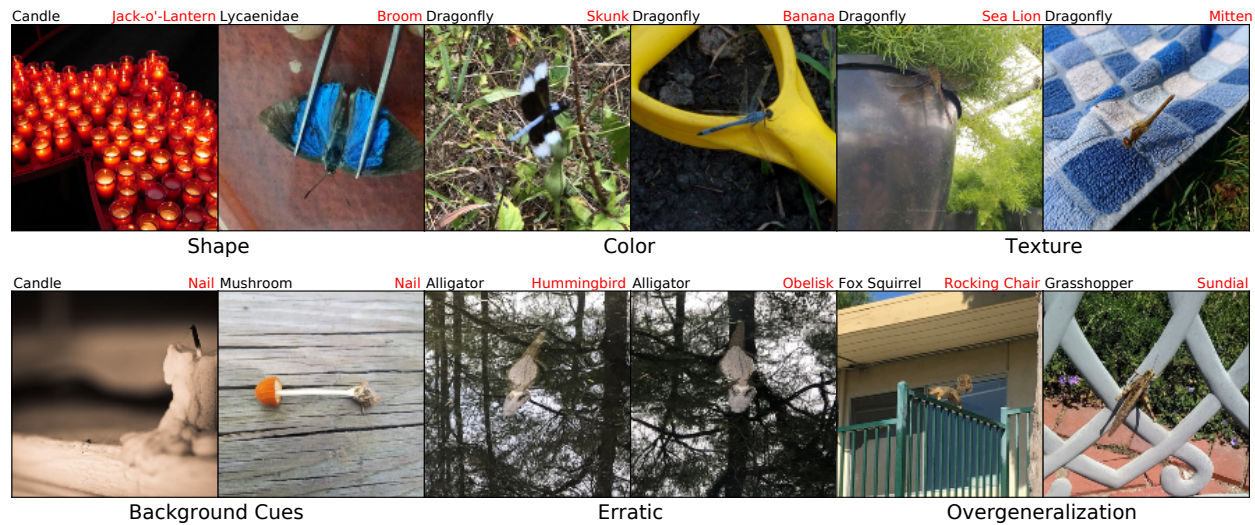 Candle Jack-o'-Lantern Lycaenidae Broom Dragonfly Skunk Dragonfly Banana Dragonfly Sea Lion Dragonfly Mitten
Shape Color Texture
Candle Nail Mushroom Nail Alligator Hummingbird Alligator Obelisk Fox Squirrel Rocking Chair Grasshopper Sundial
Background Cues Erratic Overgeneralization